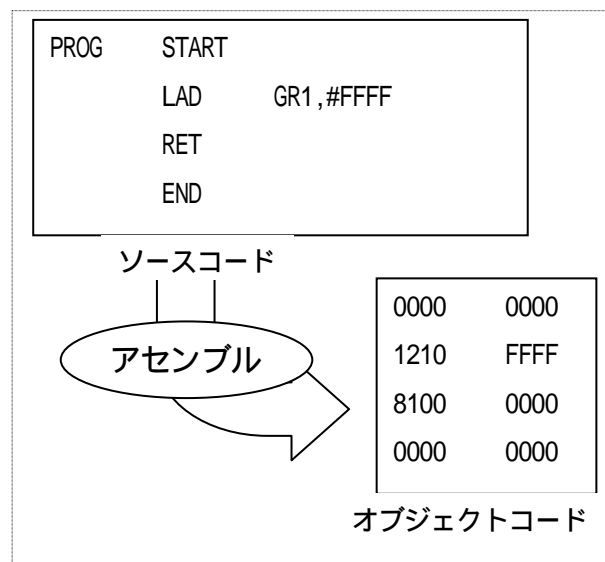 PROG START
LAD GR1,#FFFF
RET
END
ソースコード
アセンブル
0000 0000
1210 FFFF
8100 0000
0000 0000
オブジェクトコード